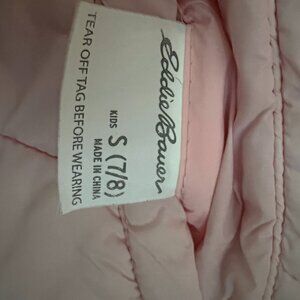 Eddie Bauer
KIDS
S (7/8)
MADE IN CHINA
TEAR OFF TAG BEFORE WEARING